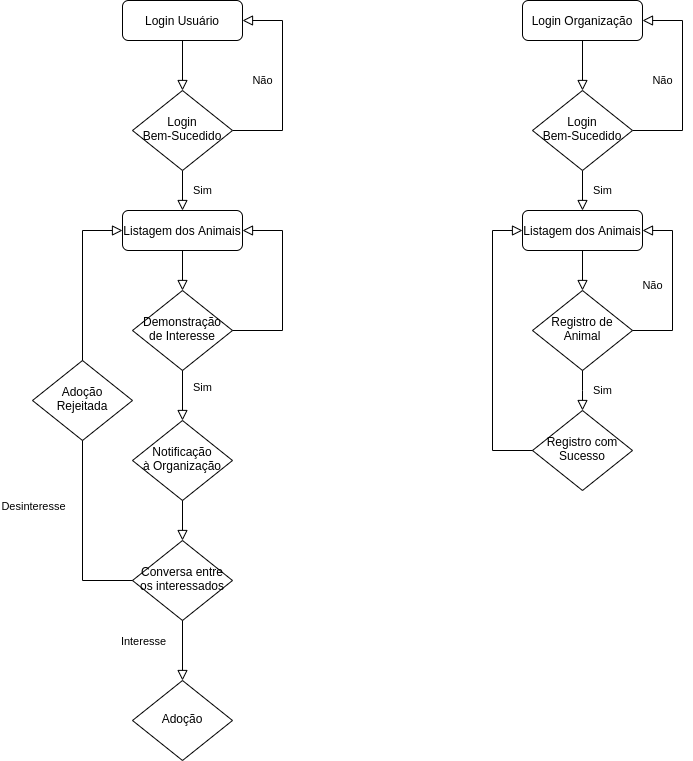 Login Usuário
Não
Login
Bem-Sucedido
Sim
Listagem dos Animais
Demonstração
de Interesse
Sim
Adoção
Rejeitada
Notificação
à Organização
Desinteresse
Conversa entre
os interessados
Interesse
Adoção
Login Organização
Não
Login
Bem-Sucedido
Sim
Listagem dos Animais
Não
Registro de
Animal
Sim
Registro com
Sucesso